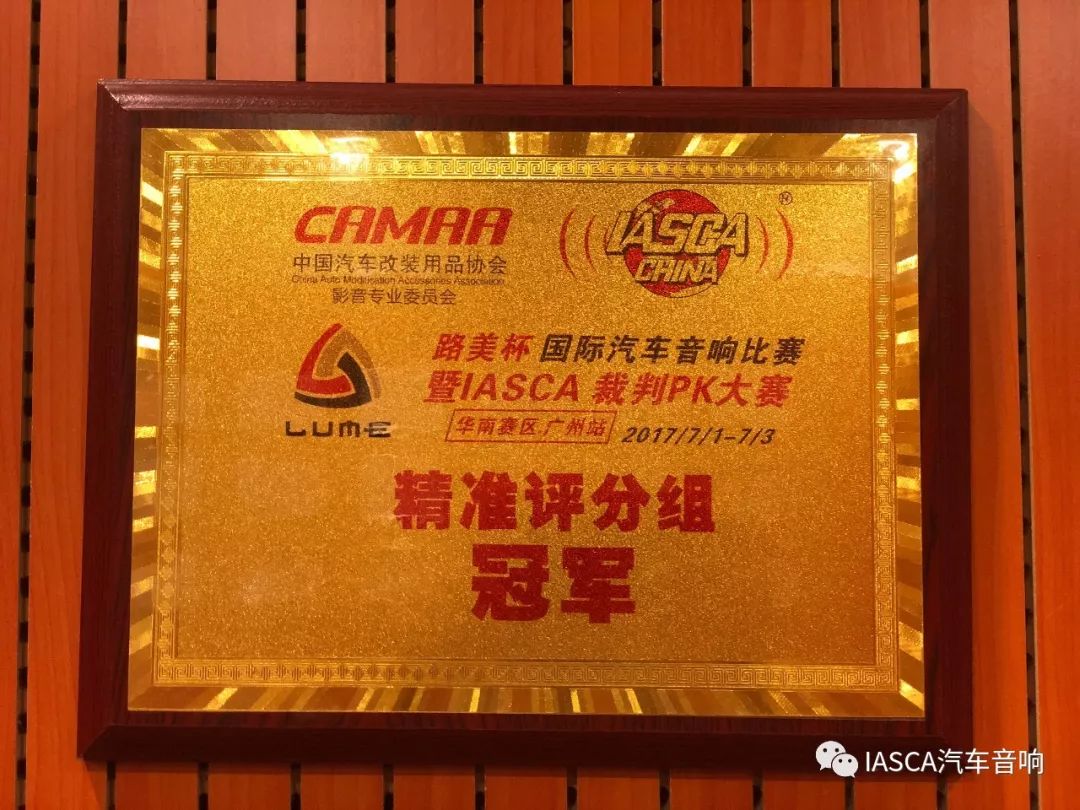 CAMAA
中国汽车改装用品协会
China Auto Modification Accessories Association
影音专业委员会
IASCA
CHINA
®
LUME
路美杯 国际汽车音响比赛
暨IASCA 裁判PK大赛
华南赛区 广州站 2017/7/1-7/3
精准评分组
冠军
IASCA汽车音响